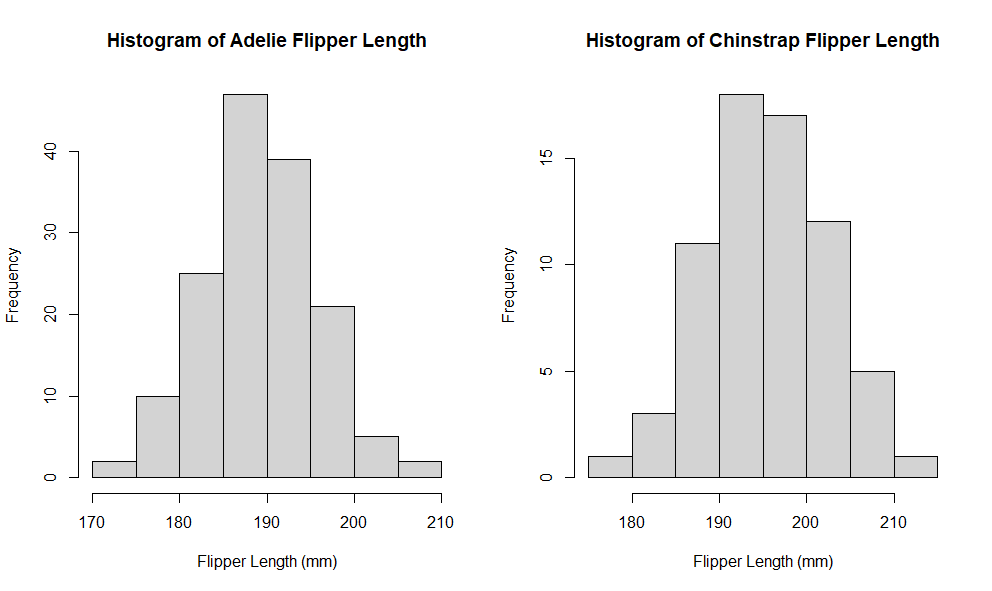 Histogram of Adelie Flipper Length
Frequency
40
30
20
10
0
170 180 190 200 210
Flipper Length (mm)
Histogram of Chinstrap Flipper Length
Frequency
15
10
5
0
180 190 200 210
Flipper Length (mm)